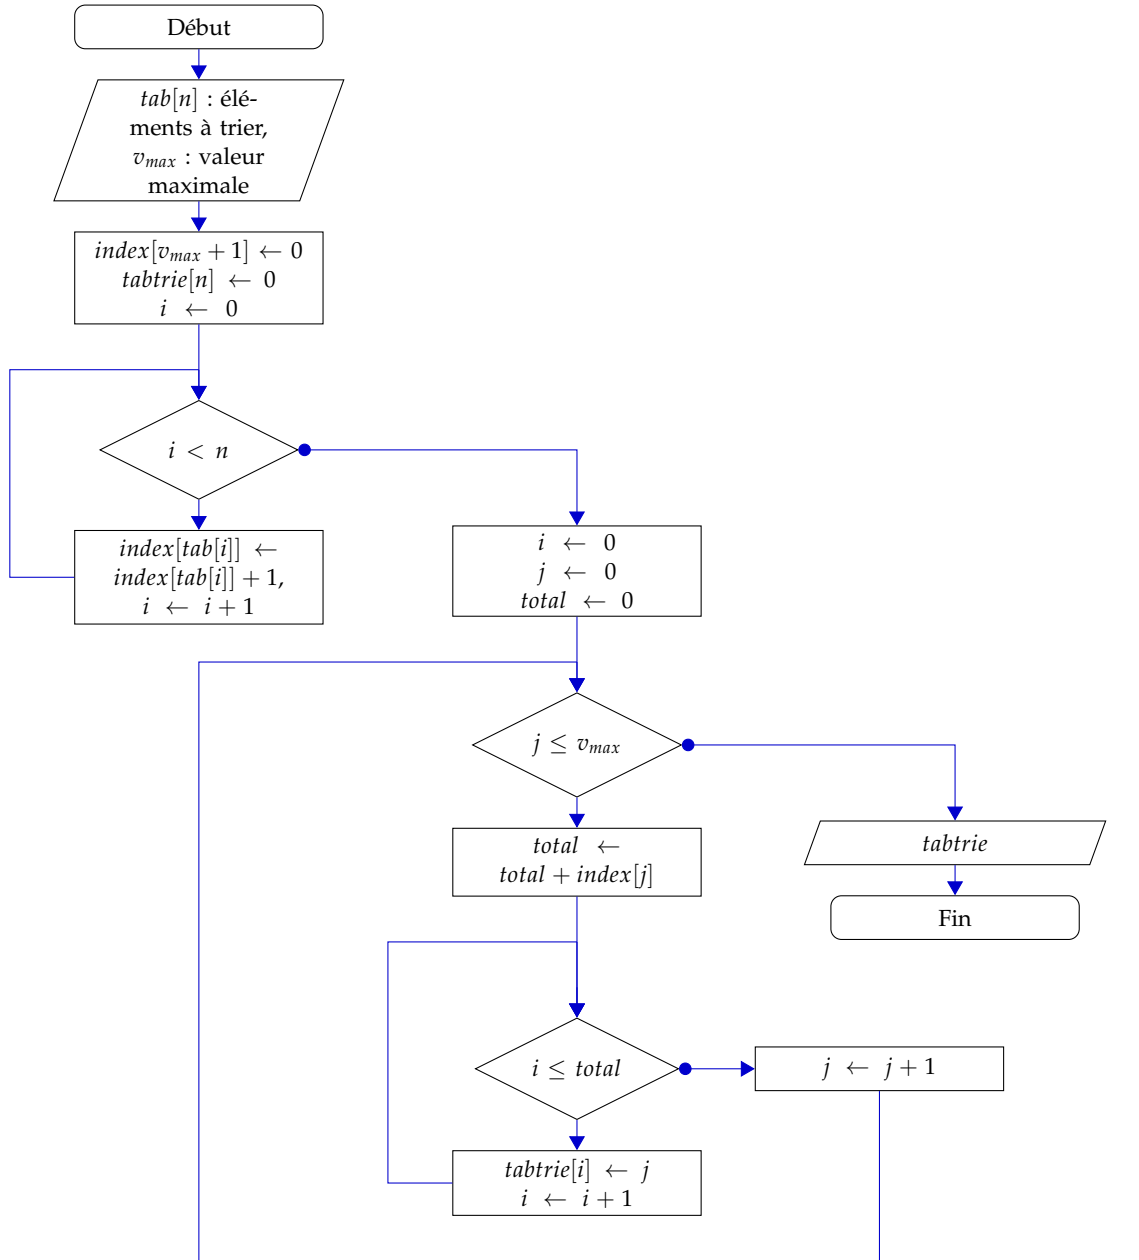 Début
tab[n] : élé-
ments à trier,
v_max : valeur
maximale
index[v_max + 1] ← 0
tabtrie[n] ← 0
i ← 0
i < n
index[tab[i]] ←
index[tab[i]] + 1,
i ← i + 1
i ← 0
j ← 0
total ← 0
j ≤ v_max
total ←
total + index[j]
tabtrie
Fin
i ≤ total
j ← j + 1
tabtrie[i] ← j
i ← i + 1